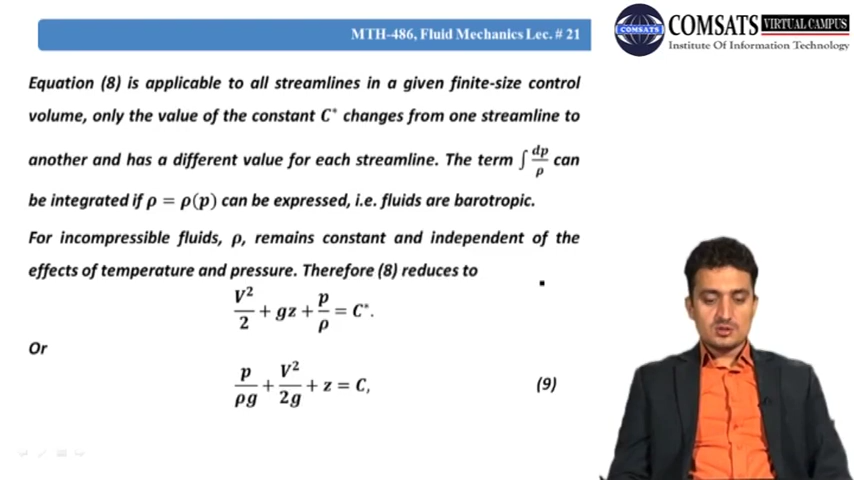 MTH-486, Fluid Mechanics Lec. # 21
COMSATS VIRTUAL CAMPUS
Institute Of Information Technology
COMSATS
Equation (8) is applicable to all streamlines in a given finite-size control
volume, only the value of the constant C* changes from one streamline to
another and has a different value for each streamline. The term ∫ dp/ρ can
be integrated if ρ = ρ(p) can be expressed, i.e. fluids are barotropic.
For incompressible fluids, ρ, remains constant and independent of the
effects of temperature and pressure. Therefore (8) reduces to
V²/2 + gz + p/ρ = C*.
Or
p/ρg + V²/2g + z = C, (9)